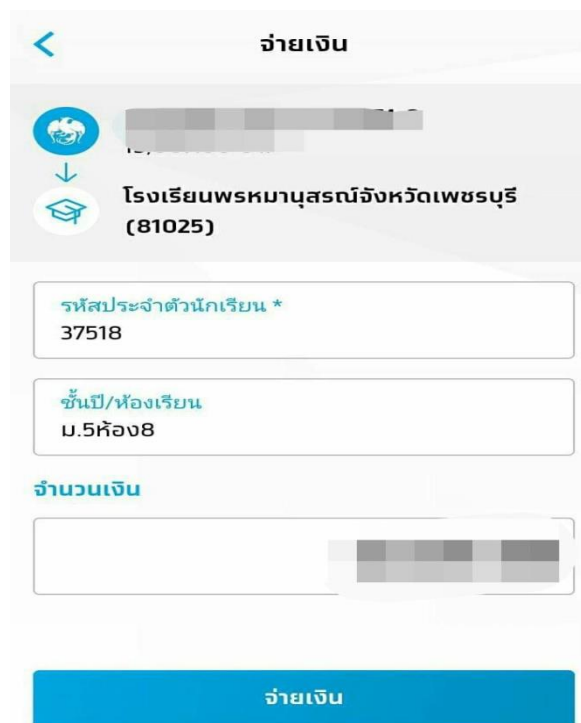 จ่ายเงิน
โรงเรียนพรหมานุสรณ์จังหวัดเพชรบุรี
(81025)
รหัสประจำตัวนักเรียน *
37518
ชั้นปี/ห้องเรียน
ม.5ห้อง8
จำนวนเงิน
จ่ายเงิน